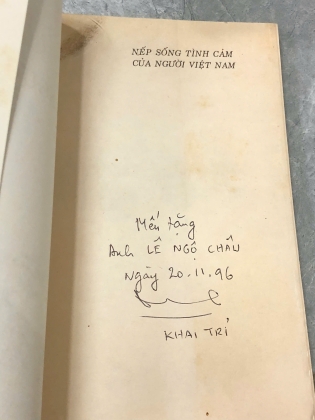 NẾP SỐNG TÌNH CẢM
CỦA NGƯỜI VIỆT NAM
Mến tặng
Anh LÊ NGỘ CHÂU
Ngày 20.11.96
KHAI TRÍ